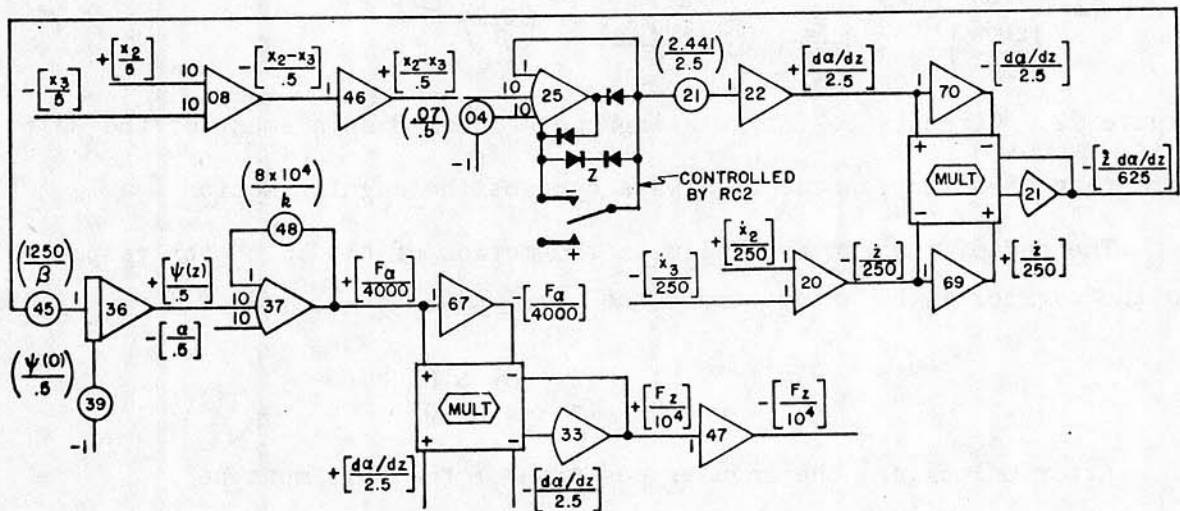 +[x2/5]
-[x3/5]
10
10
08
-[x2-x3/.5]
1
46
+[x2-x3/.5]
(.07/.5)
04
-1
1
10
10
25
Z
-
+
CONTROLLED
BY RC2
(2.441/2.5)
21
1
22
+[dα/dz/2.5]
1
70
-[dα/dz/2.5]
+
-
MULT
-
+
21
-[ż dα/dz/625]
+[ẋ2/250]
-[ẋ3/250]
1
1
20
-[ż/250]
1
69
+[ż/250]
(1250/β)
45
1
36
(ψ(0)/.5)
39
-1
+[ψ(z)/.5]
-[α/.5]
(8 x 10⁴/k)
48
1
10
10
37
+[Fα/4000]
67
-[Fα/4000]
+
-
MULT
+
-
33
+[Fz/10⁴]
1
47
-[Fz/10⁴]
+[dα/dz/2.5]
-[dα/dz/2.5]